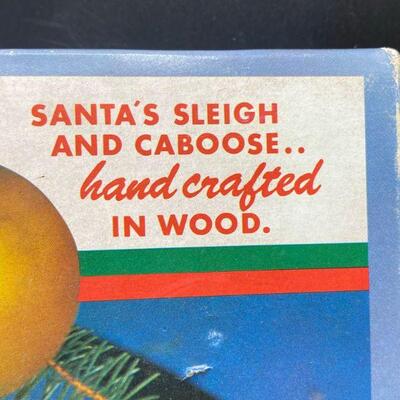 SANTA'S SLEIGH
AND CABOOSE..
hand crafted
IN WOOD.